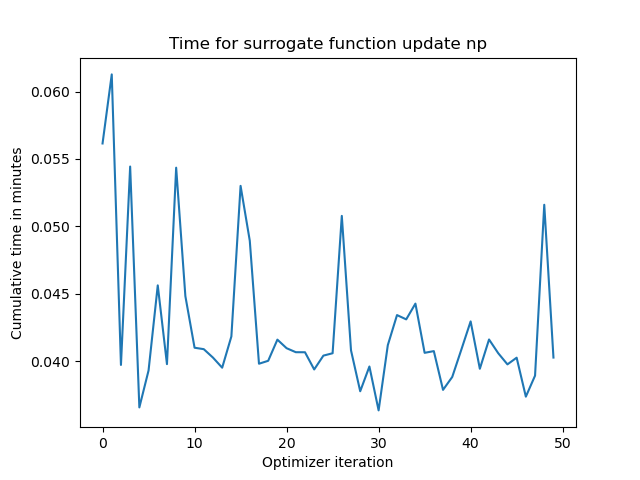 Time for surrogate function update np
Cumulative time in minutes
0.060
0.055
0.050
0.045
0.040
0 10 20 30 40 50
Optimizer iteration